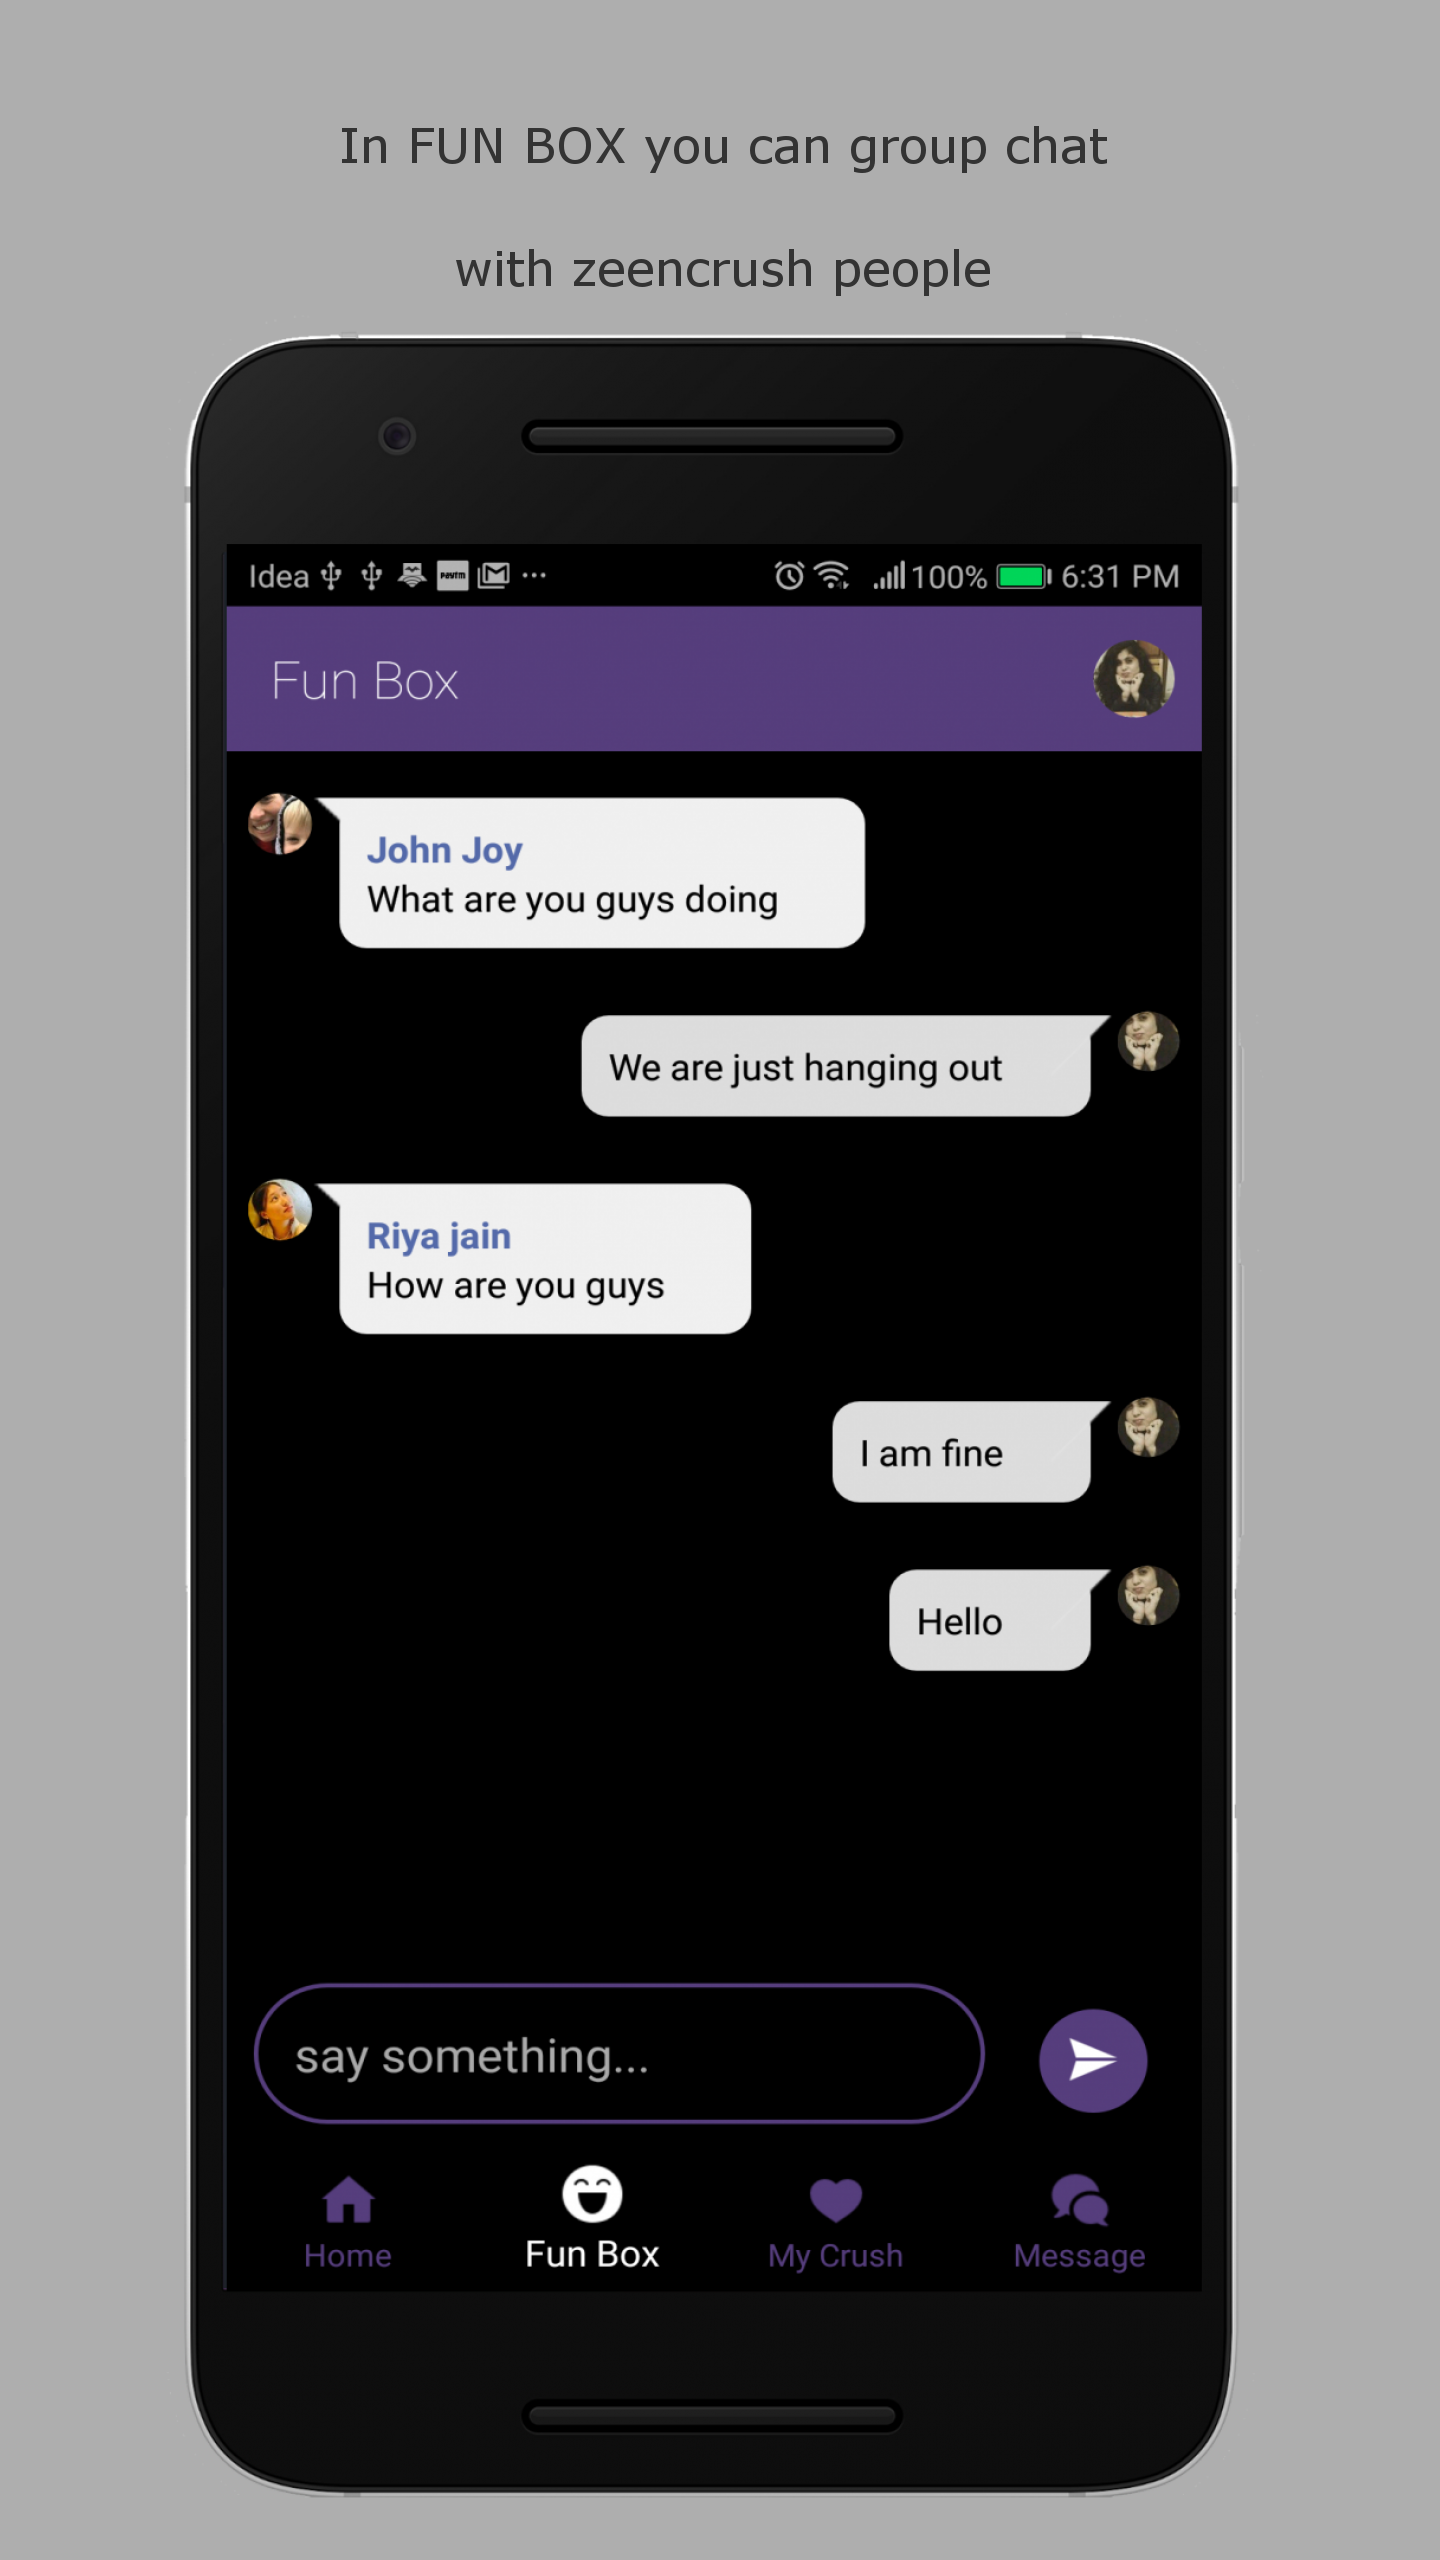 In FUN BOX you can group chat
with zeencrush people
Idea Paytm ... 100% 6:31 PM
Fun Box
John Joy
What are you guys doing
We are just hanging out
Riya jain
How are you guys
I am fine
Hello
say something...
Home Fun Box My Crush Message